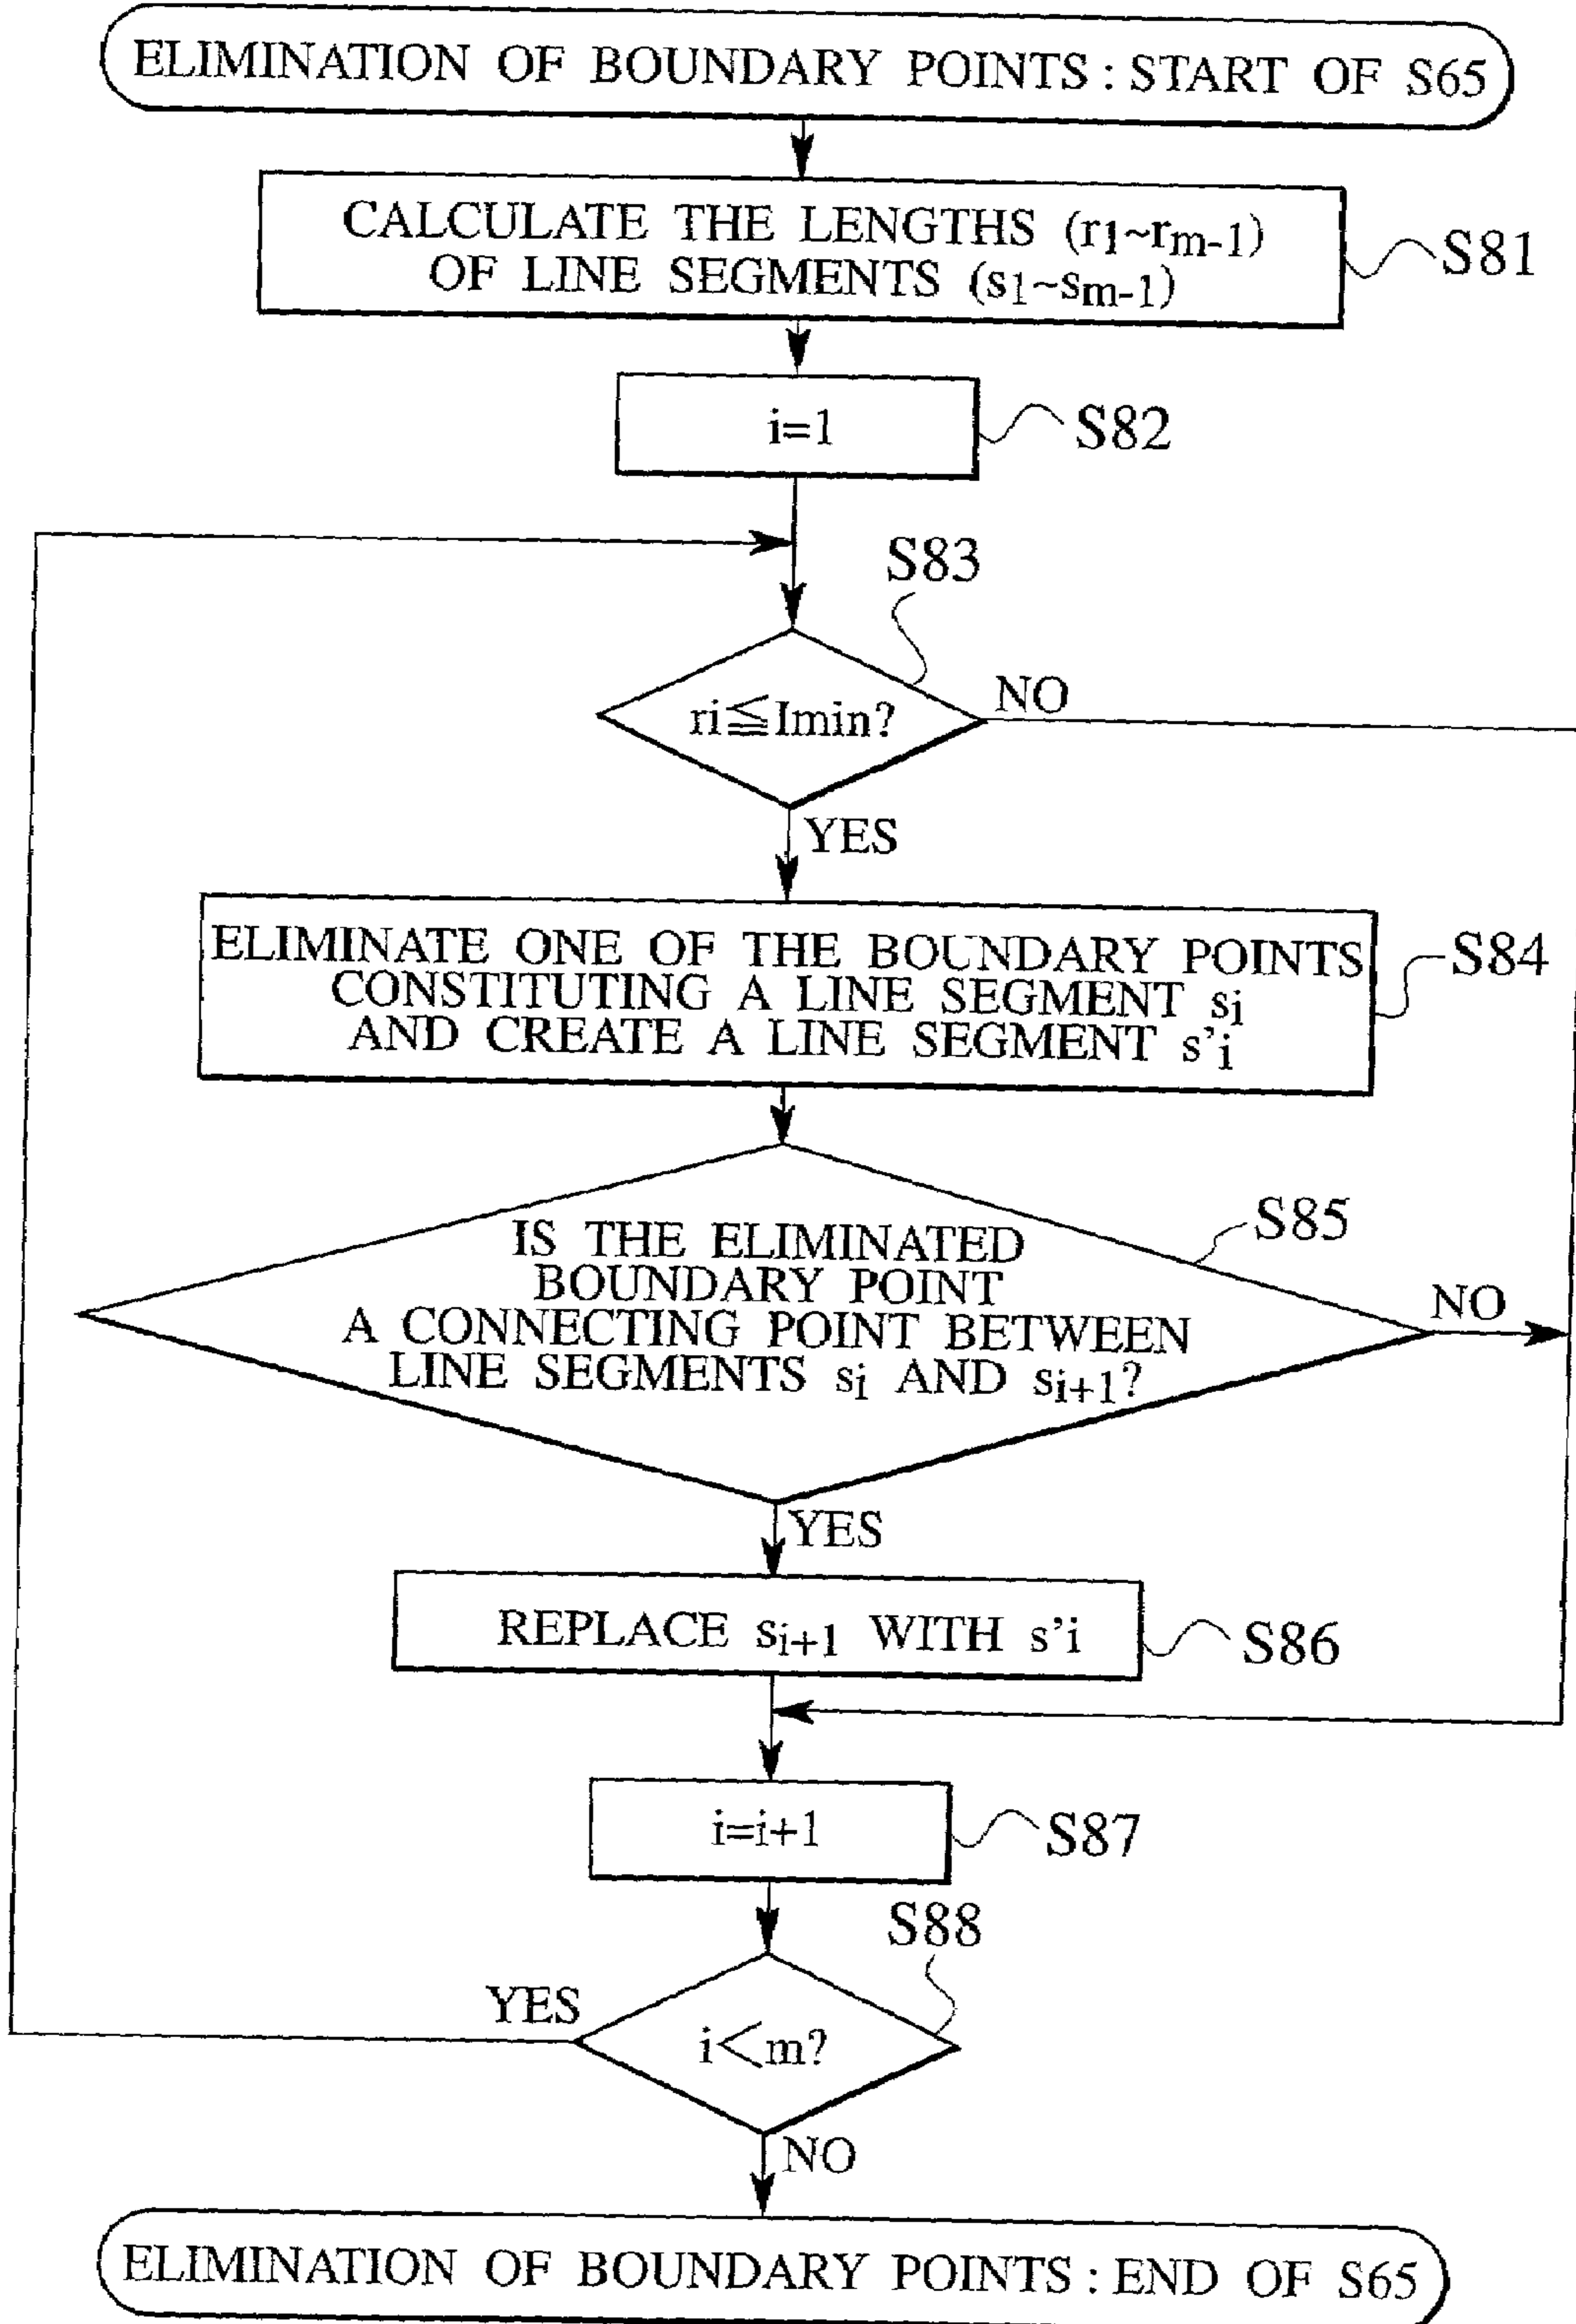 ELIMINATION OF BOUNDARY POINTS : START OF S65
CALCULATE THE LENGTHS (r1~rm-1)
OF LINE SEGMENTS (s1~sm-1)
S81
i=1
S82
S83
ri≦Imin?
NO
YES
ELIMINATE ONE OF THE BOUNDARY POINTS
CONSTITUTING A LINE SEGMENT si
AND CREATE A LINE SEGMENT s'i
S84
IS THE ELIMINATED
BOUNDARY POINT
A CONNECTING POINT BETWEEN
LINE SEGMENTS si AND si+1?
S85
NO
YES
REPLACE si+1 WITH s'i
S86
i=i+1
S87
S88
YES
i<m?
NO
ELIMINATION OF BOUNDARY POINTS : END OF S65